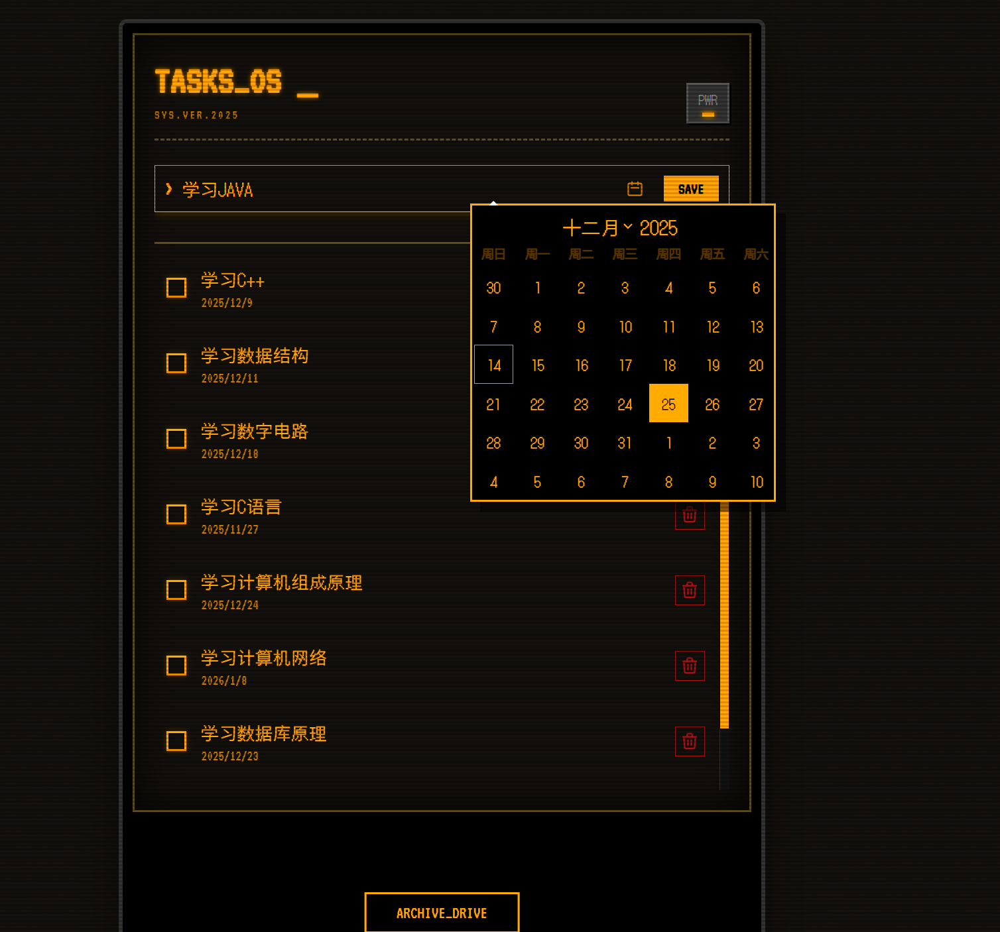 TASKS_OS _
SYS.VER.2025
PWR
学习JAVA
SAVE
十二月 2025
周日 周一 周二 周三 周四 周五 周六
30 1 2 3 4 5 6
7 8 9 10 11 12 13
14 15 16 17 18 19 20
21 22 23 24 25 26 27
28 29 30 31 1 2 3
4 5 6 7 8 9 10
学习C++
2025/12/9
学习数据结构
2025/12/11
学习数字电路
2025/12/18
学习C语言
2025/11/27
学习计算机组成原理
2025/12/24
学习计算机网络
2026/1/8
学习数据库原理
2025/12/23
ARCHIVE_DRIVE